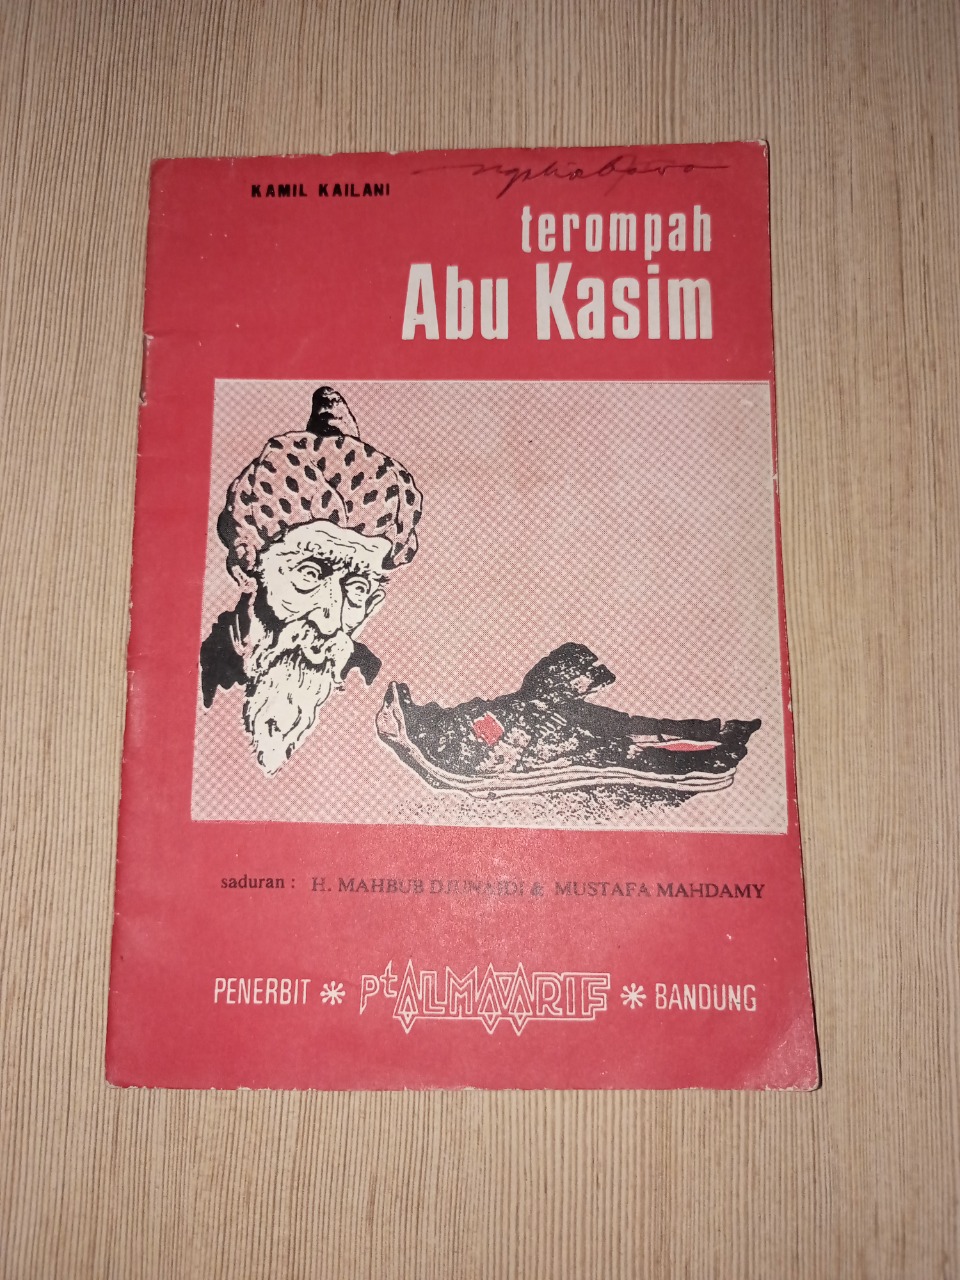 KAMIL KAILANI
terompah
Abu Kasim
saduran : H. MAHBUB DJUNAIDI & MUSTAFA MAHDAMY
PENERBIT * Pt ALMAARIF * BANDUNG